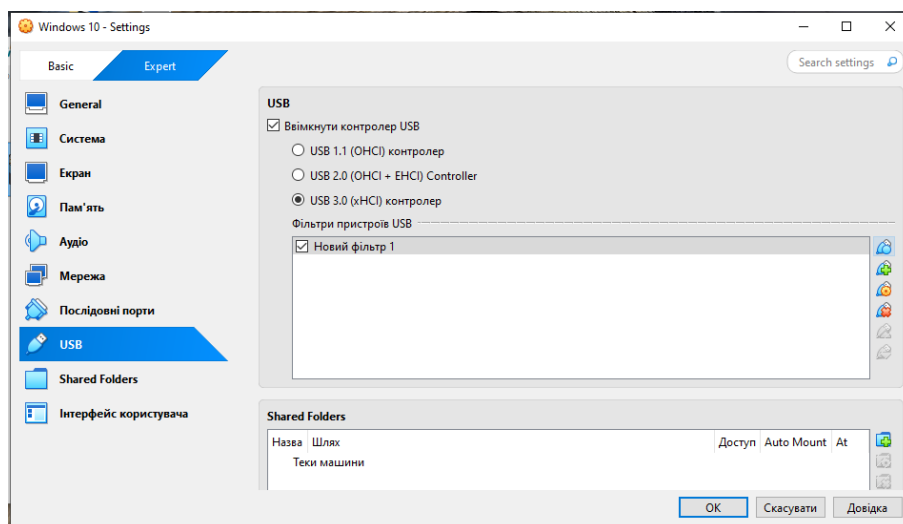 Windows 10 - Settings
Basic
Expert
Search settings
General
Система
Екран
Пам'ять
Аудіо
Мережа
Послідовні порти
USB
Shared Folders
Інтерфейс користувача
USB
Ввімкнути контролер USB
USB 1.1 (OHCI) контролер
USB 2.0 (OHCI + EHCI) Controller
USB 3.0 (xHCI) контролер
Фільтри пристроїв USB
Новий фільтр 1
Shared Folders
Назва Шлях Доступ Auto Mount At
Теки машини
OK Скасувати Довідка